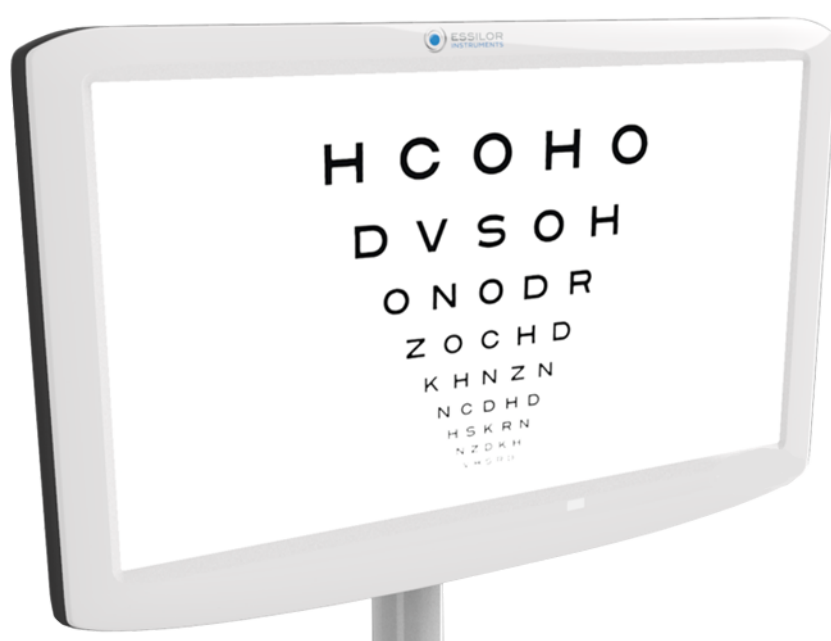 ESSILOR
INSTRUMENTS
H C O H O
D V S O H
O N O D R
Z O C H D
K H N Z N
N C D H D
H S K R N
N Z D K H